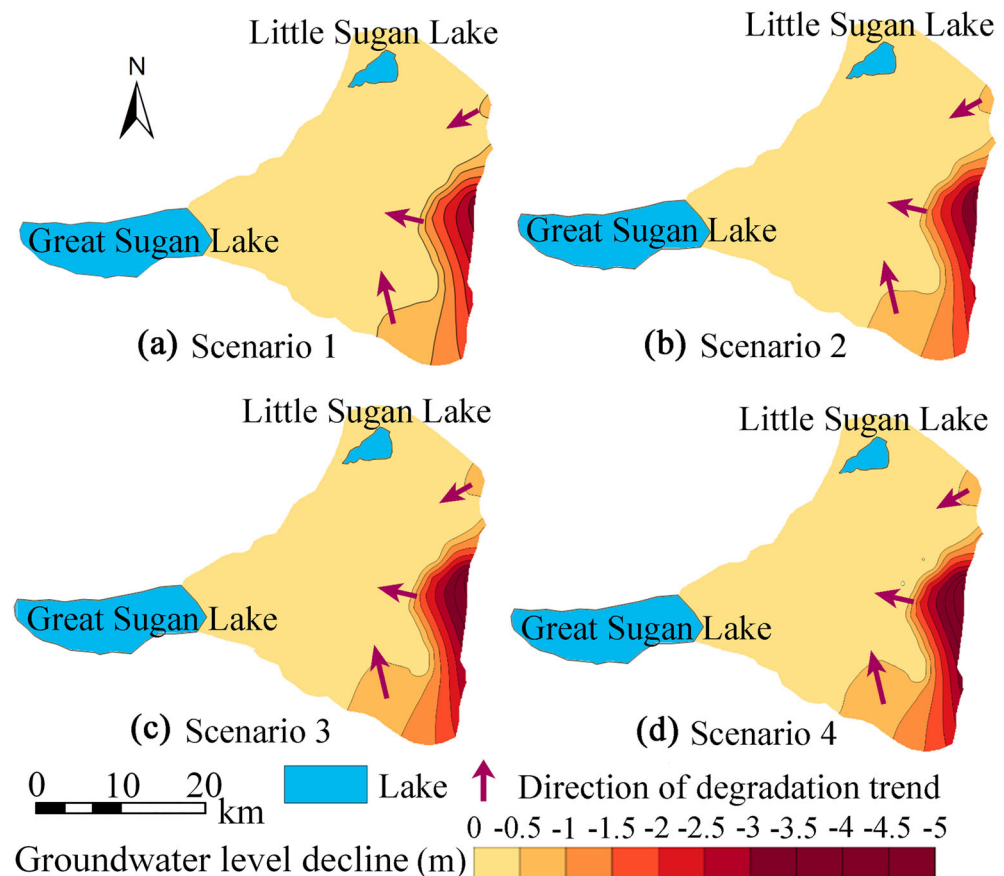 Little Sugan Lake
N
Great Sugan Lake
(a) Scenario 1
Little Sugan Lake
Great Sugan Lake
(b) Scenario 2
Little Sugan Lake
Great Sugan Lake
(c) Scenario 3
Little Sugan Lake
Great Sugan Lake
(d) Scenario 4
0 10 20
km
Lake
Direction of degradation trend
0 -0.5 -1 -1.5 -2 -2.5 -3 -3.5 -4 -4.5 -5
Groundwater level decline (m)